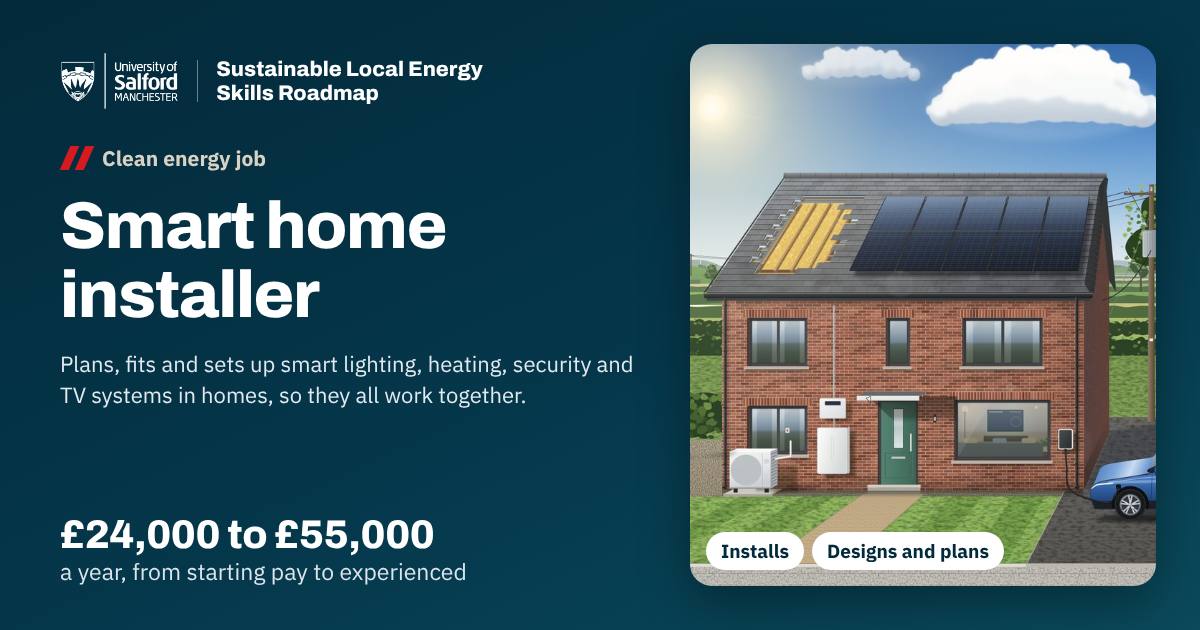 University of
Salford
MANCHESTER
Sustainable Local Energy
Skills Roadmap
Clean energy job
Smart home
installer
Plans, fits and sets up smart lighting, heating, security and
TV systems in homes, so they all work together.
£24,000 to £55,000
a year, from starting pay to experienced
Installs
Designs and plans